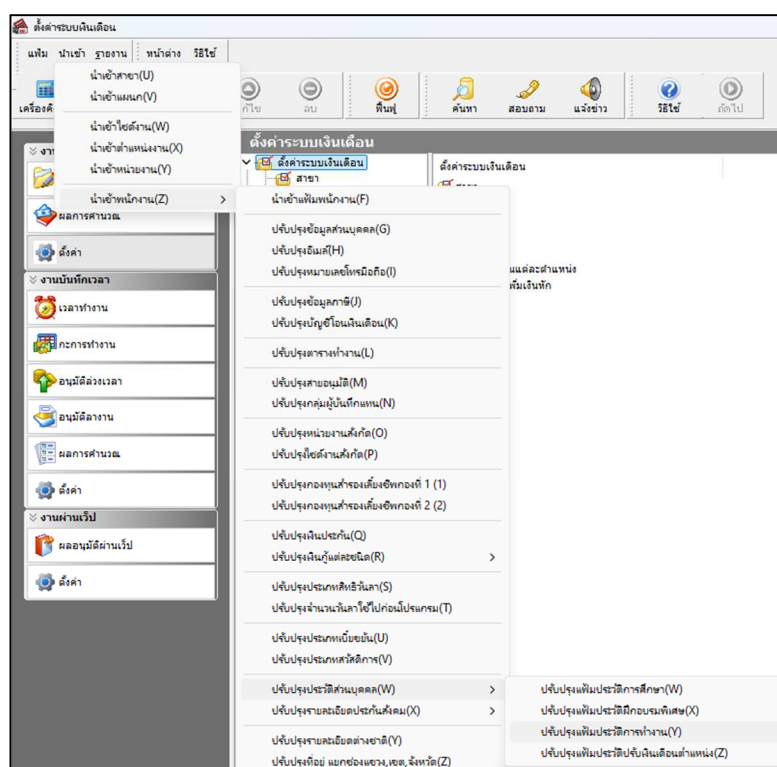 ตั้งค่าระบบเงินเดือน
แฟ้ม นำเข้า รายงาน หน้าต่าง วิธีใช้
นำเข้าสาขา(U)
นำเข้าแผนก(V)
นำเข้าไซด์งาน(W)
นำเข้าตำแหน่งงาน(X)
นำเข้าหน่วยงาน(Y)
นำเข้าพนักงาน(Z)
ลบ ฟื้นฟู ค้นหา สอบถาม แจ้งข่าว วิธีใช้ ถัดไป
ตั้งค่าระบบเงินเดือน
ตั้งค่าระบบเงินเดือน
สาขา
ตั้งค่าระบบเงินเดือน
ผลการคำนวณ
ตั้งค่า
งานบันทึกเวลา
เวลาทำงาน
กะการทำงาน
อนุมัติล่วงเวลา
อนุมัติลางาน
ผลการคำนวณ
ตั้งค่า
งานผ่านเว็ป
ผลอนุมัติผ่านเว็ป
ตั้งค่า
นำเข้าแฟ้มพนักงาน(F)
ปรับปรุงข้อมูลส่วนบุคคล(G)
ปรับปรุงอีเมล์(H)
ปรับปรุงหมายเลขโทรมือถือ(I)
ปรับปรุงข้อมูลภาษี(J)
ปรับปรุงบัญชีโอนเงินเดือน(K)
ปรับปรุงตารางทำงาน(L)
ปรับปรุงสายอนุมัติ(M)
ปรับปรุงกลุ่มผู้บันทึกแทน(N)
ปรับปรุงหน่วยงานสังกัด(O)
ปรับปรุงไซด์งานสังกัด(P)
ปรับปรุงกองทุนสำรองเลี้ยงชีพกองที่ 1 (1)
ปรับปรุงกองทุนสำรองเลี้ยงชีพกองที่ 2 (2)
ปรับปรุงเงินประกัน(Q)
ปรับปรุงเงินกู้แต่ละชนิด(R)
ปรับปรุงประเภทสิทธิวันลา(S)
ปรับปรุงจำนวนวันลาใช้ไปก่อนโปรแกรม(T)
ปรับปรุงประเภทเบี้ยขยัน(U)
ปรับปรุงประเภทสวัสดิการ(V)
ปรับปรุงประวัติส่วนบุคคล(W)
ปรับปรุงรายละเอียดประกันสังคม(X)
ปรับปรุงรายละเอียดต่างชาติ(Y)
ปรับปรุงที่อยู่ แยกช่องแขวง,เขต,จังหวัด(Z)
ปรับปรุงแฟ้มประวัติการศึกษา(W)
ปรับปรุงแฟ้มประวัติฝึกอบรมพิเศษ(X)
ปรับปรุงแฟ้มประวัติการทำงาน(Y)
ปรับปรุงแฟ้มประวัติปรับเงินเดือนตำแหน่ง(Z)